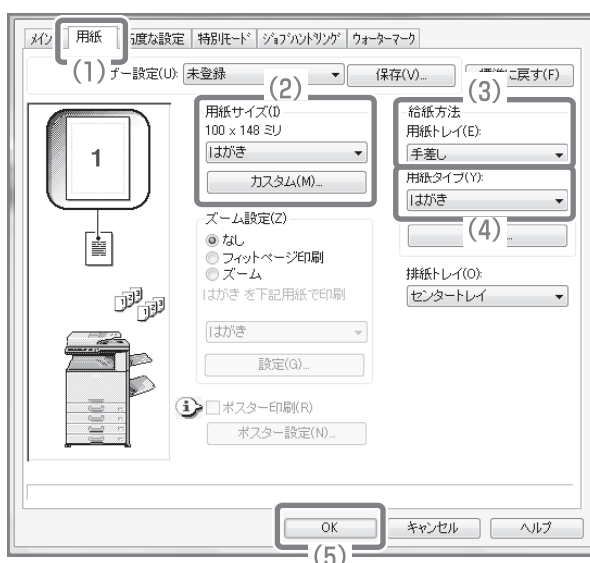 メイン 用紙 高度な設定 特別モード ジョブハンドリング ウォーターマーク
(1)
ザー設定(U): 未登録 保存(V)... に戻す(F)
(2)
用紙サイズ(I)
100 x 148 ミリ
はがき
カスタム(M)...
(3)
給紙方法
用紙トレイ(E):
手差し
用紙タイプ(Y):
はがき
(4)
...
排紙トレイ(O):
センタートレイ
1
ズーム設定(Z)
なし
フィットページ印刷
ズーム
はがき を下記用紙で印刷
はがき
設定(G)...
123
123
ポスター印刷(R)
ポスター設定(N)...
OK キャンセル ヘルプ
(5)